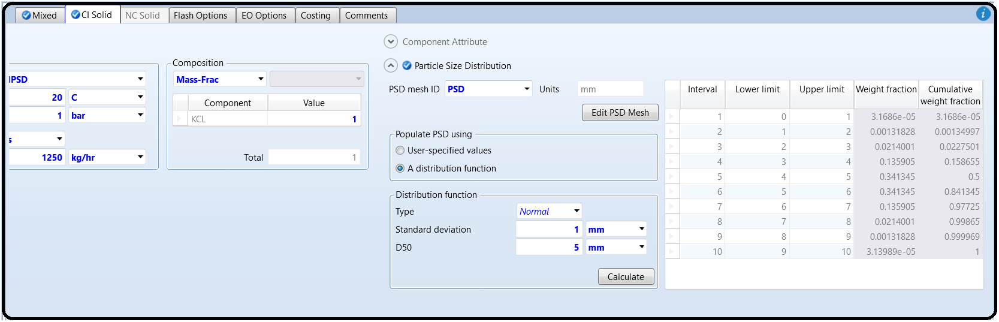 Mixed CI Solid NC Solid Flash Options EO Options Costing Comments
i
Component Attribute
Particle Size Distribution
IPSD
20 C
1 bar
s
1250 kg/hr
Composition
Mass-Frac
Component Value
KCL 1
Total 1
PSD mesh ID PSD Units mm
Edit PSD Mesh
Populate PSD using
User-specified values
A distribution function
Distribution function
Type Normal
Standard deviation 1 mm
D50 5 mm
Calculate
Interval Lower limit Upper limit Weight fraction Cumulative
weight fraction
1 0 1 3.1686e-05 3.1686e-05
2 1 2 0.00131828 0.00134997
3 2 3 0.0214001 0.0227501
4 3 4 0.135905 0.158655
5 4 5 0.341345 0.5
6 5 6 0.341345 0.841345
7 6 7 0.135905 0.97725
8 7 8 0.0214001 0.99865
9 8 9 0.00131828 0.999969
10 9 10 3.13989e-05 1